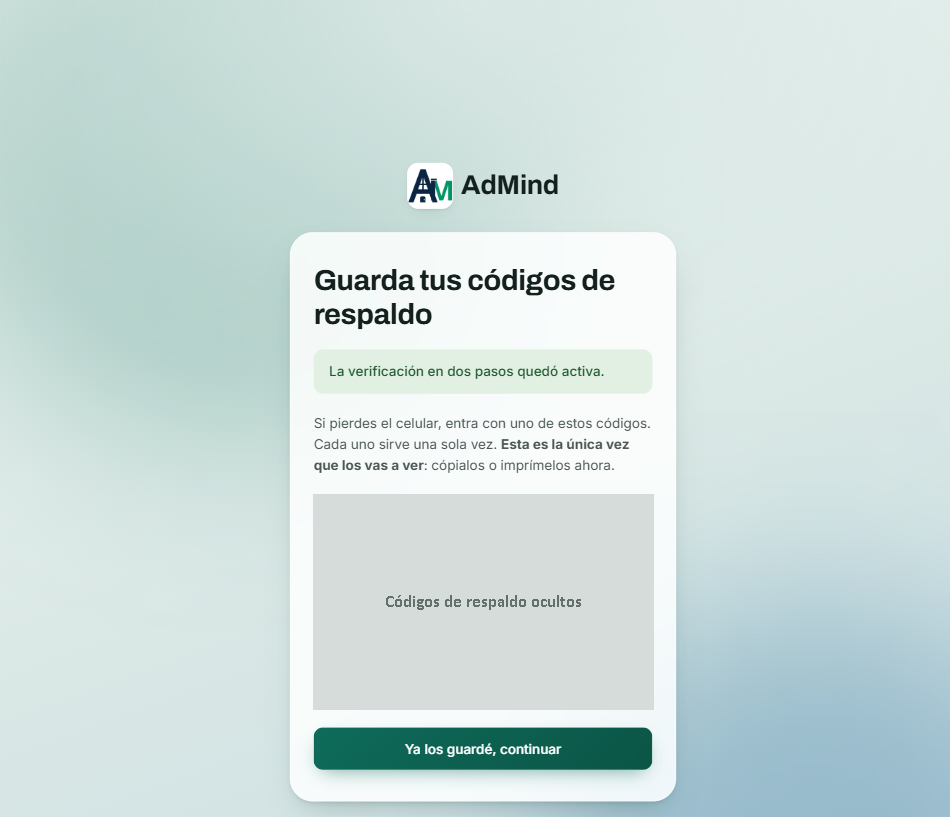 AM AdMind
Guarda tus códigos de
respaldo
La verificación en dos pasos quedó activa.
Si pierdes el celular, entra con uno de estos códigos.
Cada uno sirve una sola vez. Esta es la única vez
que los vas a ver: cópialos o imprímelos ahora.
Códigos de respaldo ocultos
Ya los guardé, continuar